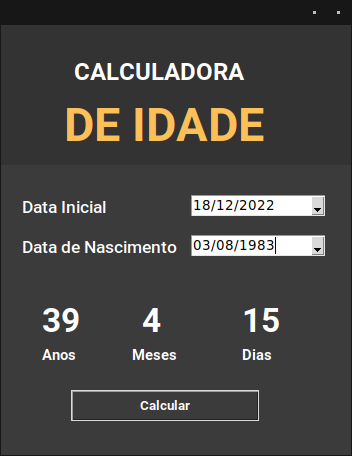 CALCULADORA
DE IDADE
Data Inicial 18/12/2022
Data de Nascimento 03/08/1983
39 4 15
Anos Meses Dias
Calcular